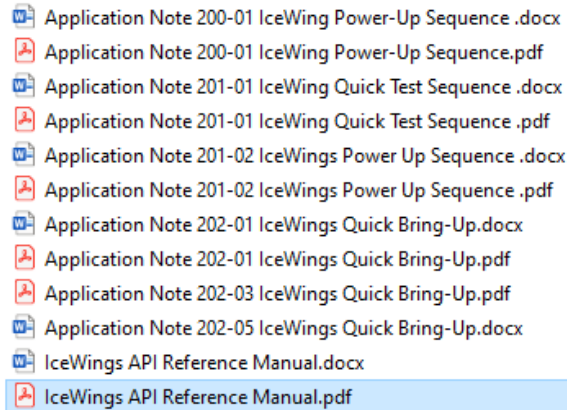 Application Note 200-01 IceWing Power-Up Sequence .docx
Application Note 200-01 IceWing Power-Up Sequence.pdf
Application Note 201-01 IceWing Quick Test Sequence .docx
Application Note 201-01 IceWing Quick Test Sequence .pdf
Application Note 201-02 IceWings Power Up Sequence .docx
Application Note 201-02 IceWings Power Up Sequence .pdf
Application Note 202-01 IceWings Quick Bring-Up.docx
Application Note 202-01 IceWings Quick Bring-Up.pdf
Application Note 202-03 IceWings Quick Bring-Up.pdf
Application Note 202-05 IceWings Quick Bring-Up.docx
IceWings API Reference Manual.docx
IceWings API Reference Manual.pdf